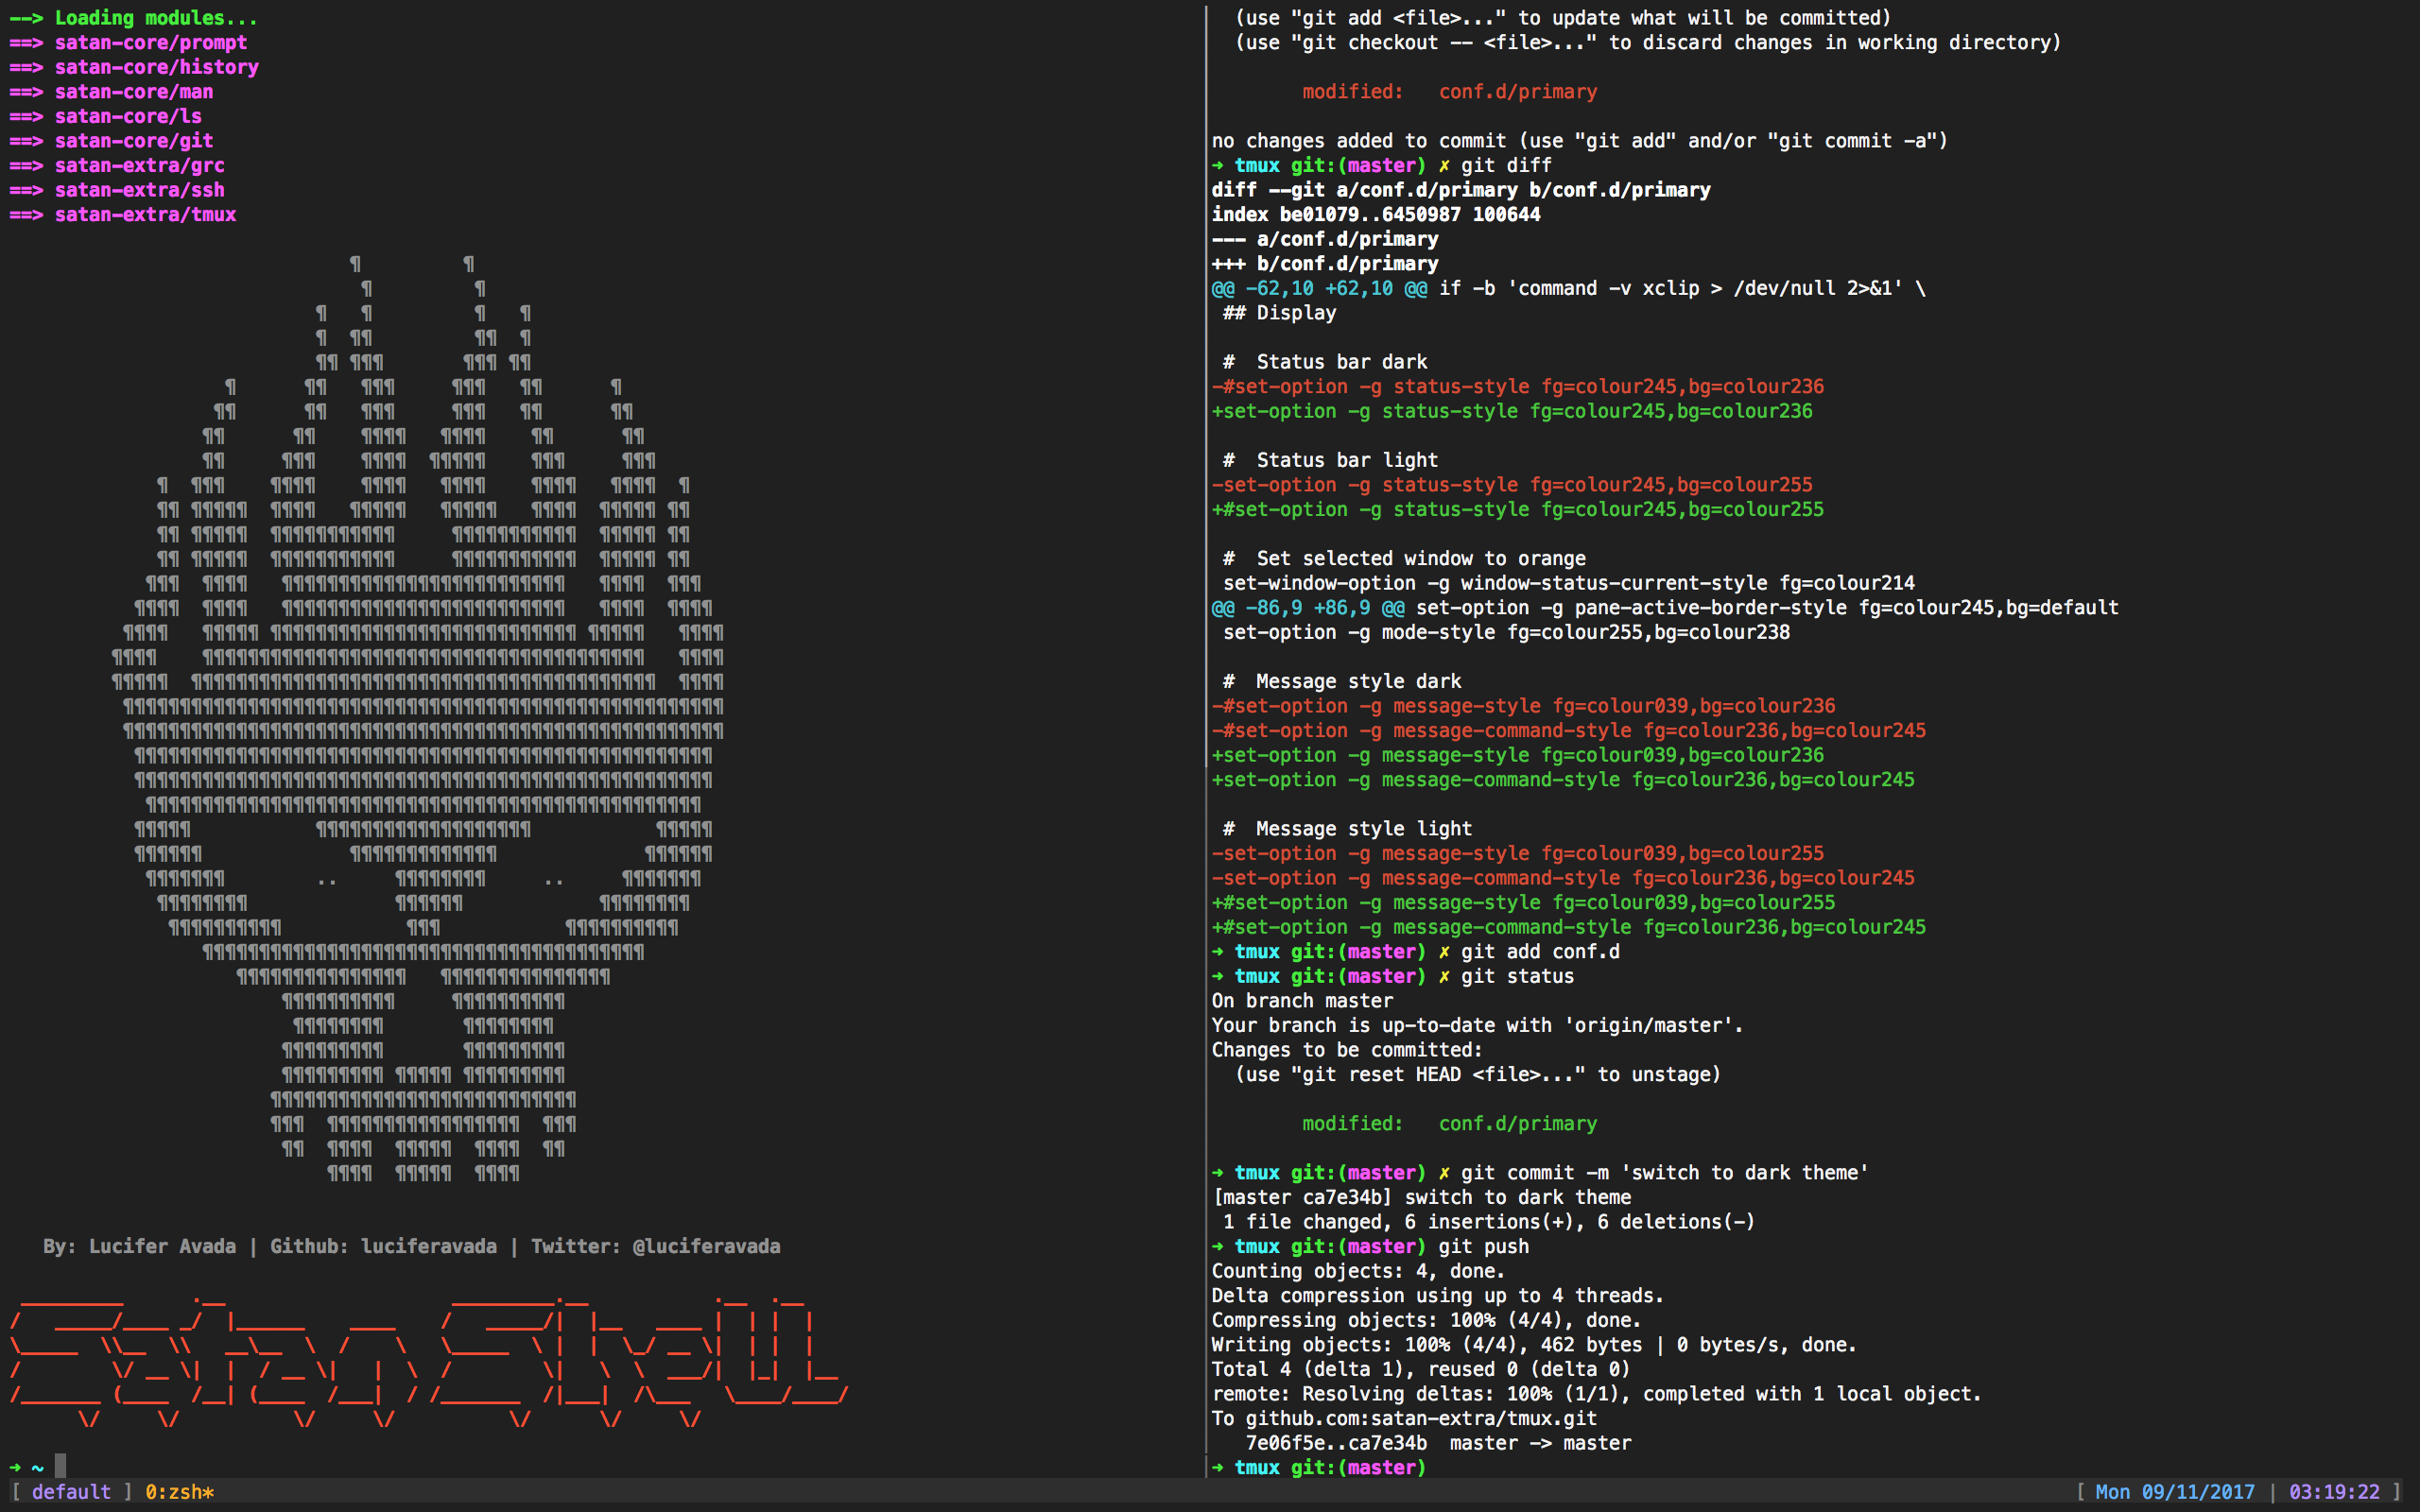 --> Loading modules...
==> satan-core/prompt
==> satan-core/history
==> satan-core/man
==> satan-core/ls
==> satan-core/git
==> satan-extra/grc
==> satan-extra/ssh
==> satan-extra/tmux
By: Lucifer Avada | Github: luciferavada | Twitter: @luciferavada
Satan Shell
➜ ~
(use "git add <file>..." to update what will be committed)
(use "git checkout -- <file>..." to discard changes in working directory)
modified:   conf.d/primary
no changes added to commit (use "git add" and/or "git commit -a")
➜ tmux git:(master) ✗ git diff
diff --git a/conf.d/primary b/conf.d/primary
index be01079..6450987 100644
--- a/conf.d/primary
+++ b/conf.d/primary
@@ -62,10 +62,10 @@ if -b 'command -v xclip > /dev/null 2>&1' \
## Display
#  Status bar dark
-#set-option -g status-style fg=colour245,bg=colour236
+set-option -g status-style fg=colour245,bg=colour236
#  Status bar light
-set-option -g status-style fg=colour245,bg=colour255
+#set-option -g status-style fg=colour245,bg=colour255
#  Set selected window to orange
set-window-option -g window-status-current-style fg=colour214
@@ -86,9 +86,9 @@ set-option -g pane-active-border-style fg=colour245,bg=default
set-option -g mode-style fg=colour255,bg=colour238
#  Message style dark
-#set-option -g message-style fg=colour039,bg=colour236
-#set-option -g message-command-style fg=colour236,bg=colour245
+set-option -g message-style fg=colour039,bg=colour236
+set-option -g message-command-style fg=colour236,bg=colour245
#  Message style light
-set-option -g message-style fg=colour039,bg=colour255
-set-option -g message-command-style fg=colour236,bg=colour245
+#set-option -g message-style fg=colour039,bg=colour255
+#set-option -g message-command-style fg=colour236,bg=colour245
➜ tmux git:(master) ✗ git add conf.d
➜ tmux git:(master) ✗ git status
On branch master
Your branch is up-to-date with 'origin/master'.
Changes to be committed:
(use "git reset HEAD <file>..." to unstage)
modified:   conf.d/primary
➜ tmux git:(master) ✗ git commit -m 'switch to dark theme'
[master ca7e34b] switch to dark theme
1 file changed, 6 insertions(+), 6 deletions(-)
➜ tmux git:(master) git push
Counting objects: 4, done.
Delta compression using up to 4 threads.
Compressing objects: 100% (4/4), done.
Writing objects: 100% (4/4), 462 bytes | 0 bytes/s, done.
Total 4 (delta 1), reused 0 (delta 0)
remote: Resolving deltas: 100% (1/1), completed with 1 local object.
To github.com:satan-extra/tmux.git
7e06f5e..ca7e34b  master -> master
➜ tmux git:(master)
[ default ] 0:zsh*
[ Mon 09/11/2017 | 03:19:22 ]